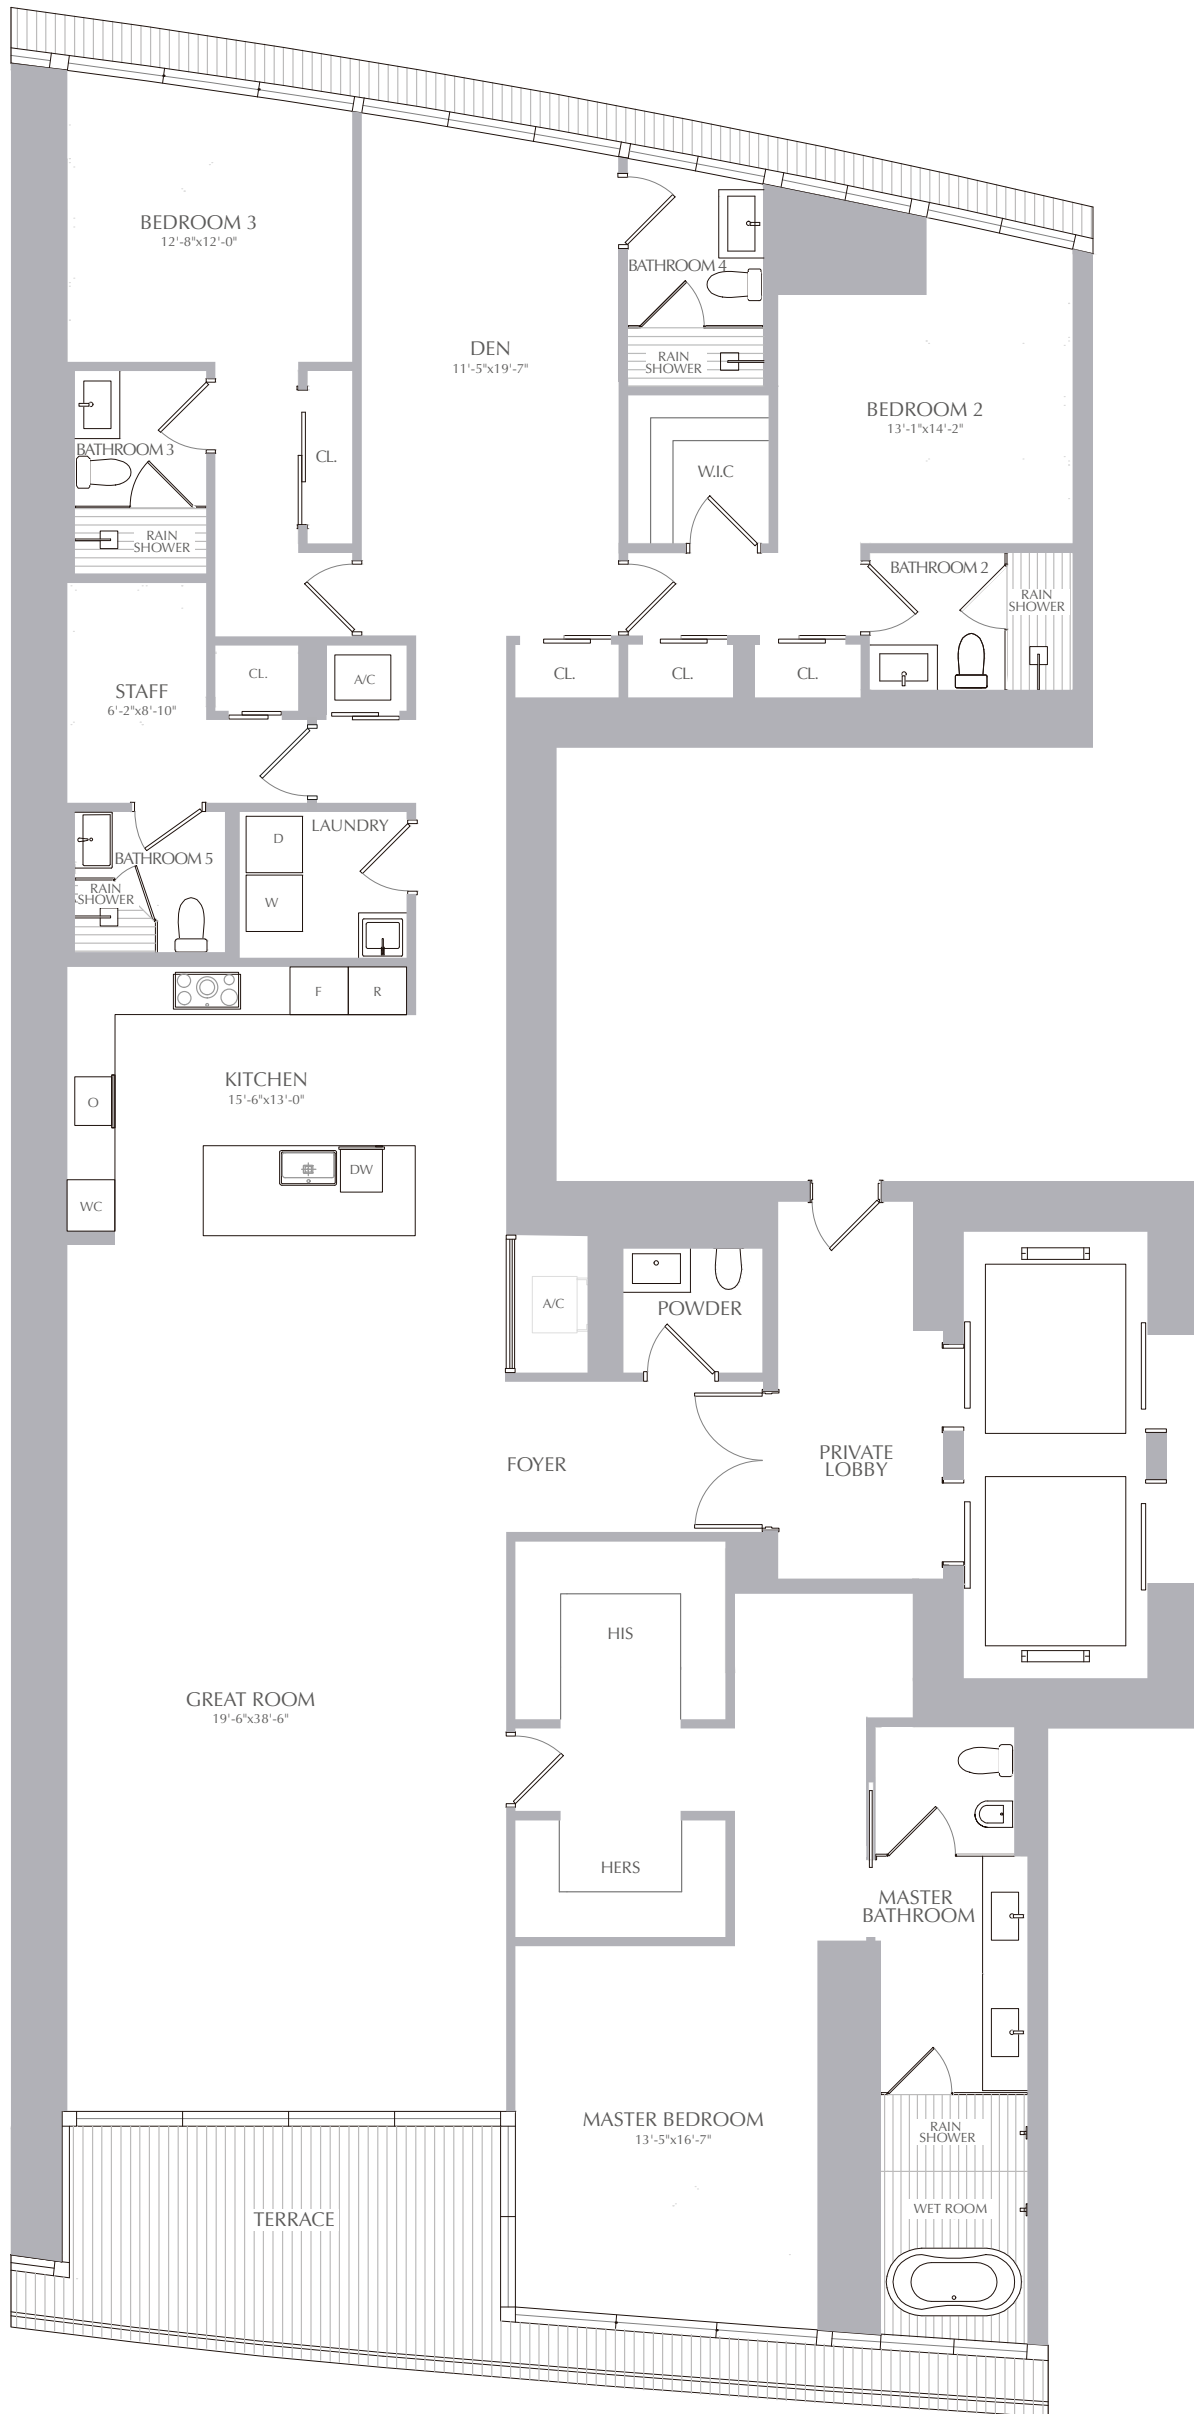 BEDROOM 3
12'-8"x12'-0"
BATHROOM 4
DEN
11'-5"x19'-7"
RAIN
SHOWER
BEDROOM 2
13'-1"x14'-2"
BATHROOM 3
CL.
W.I.C
RAIN
SHOWER
BATHROOM 2
RAIN
SHOWER
CL.
A/C
CL.
CL.
CL.
STAFF
6'-2"x8'-10"
LAUNDRY
D
BATHROOM 5
RAIN
SHOWER
W
F
R
KITCHEN
15'-6"x13'-0"
O
DW
WC
A/C
POWDER
FOYER
PRIVATE
LOBBY
HIS
GREAT ROOM
19'-6"x38'-6"
HERS
MASTER
BATHROOM
MASTER BEDROOM
13'-5"x16'-7"
RAIN
SHOWER
WET ROOM
TERRACE